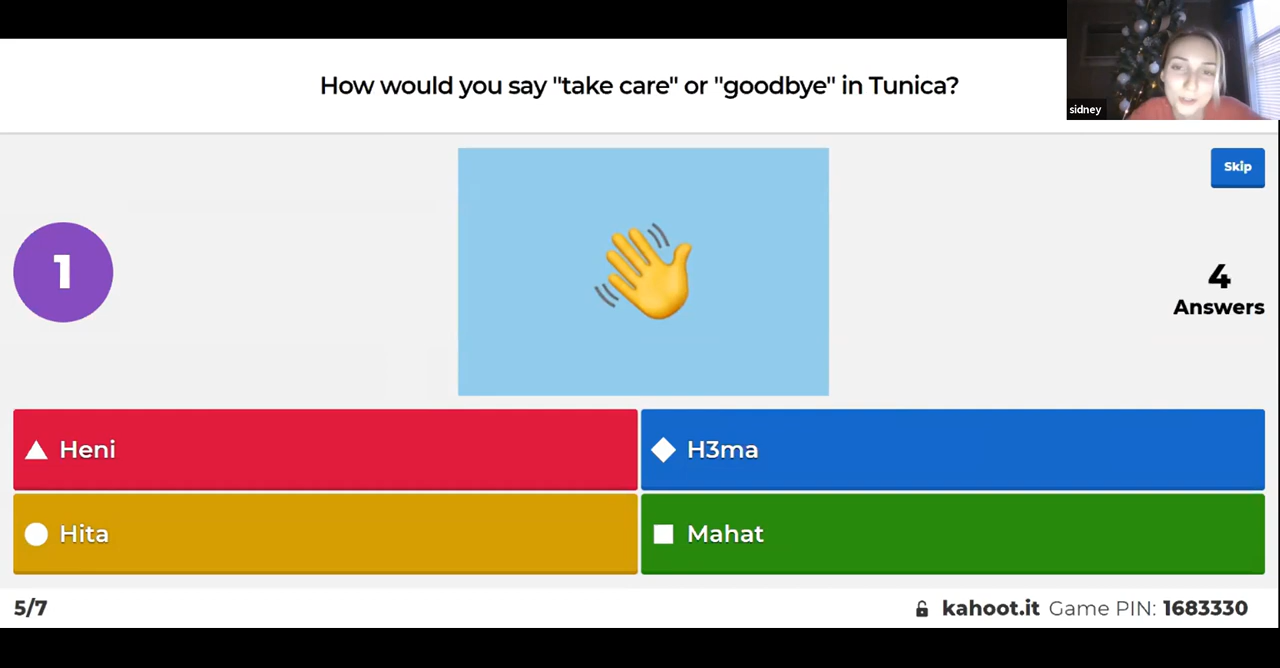 How would you say "take care" or "goodbye" in Tunica?
sidney
Skip
1
4
Answers
Heni
H3ma
Hita
Mahat
5/7
kahoot.it Game PIN: 1683330